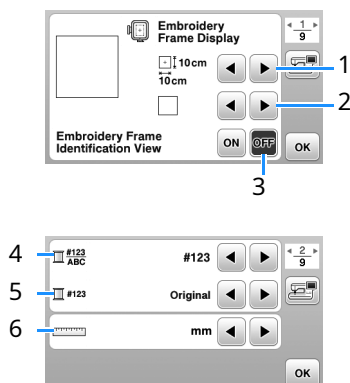 Embroidery
Frame Display
1
9
10cm
10cm
1
2
Embroidery Frame
Identification View
ON OFF
OK
3
4
#123
ABC
#123
2
9
5
#123
Original
6
mm
OK